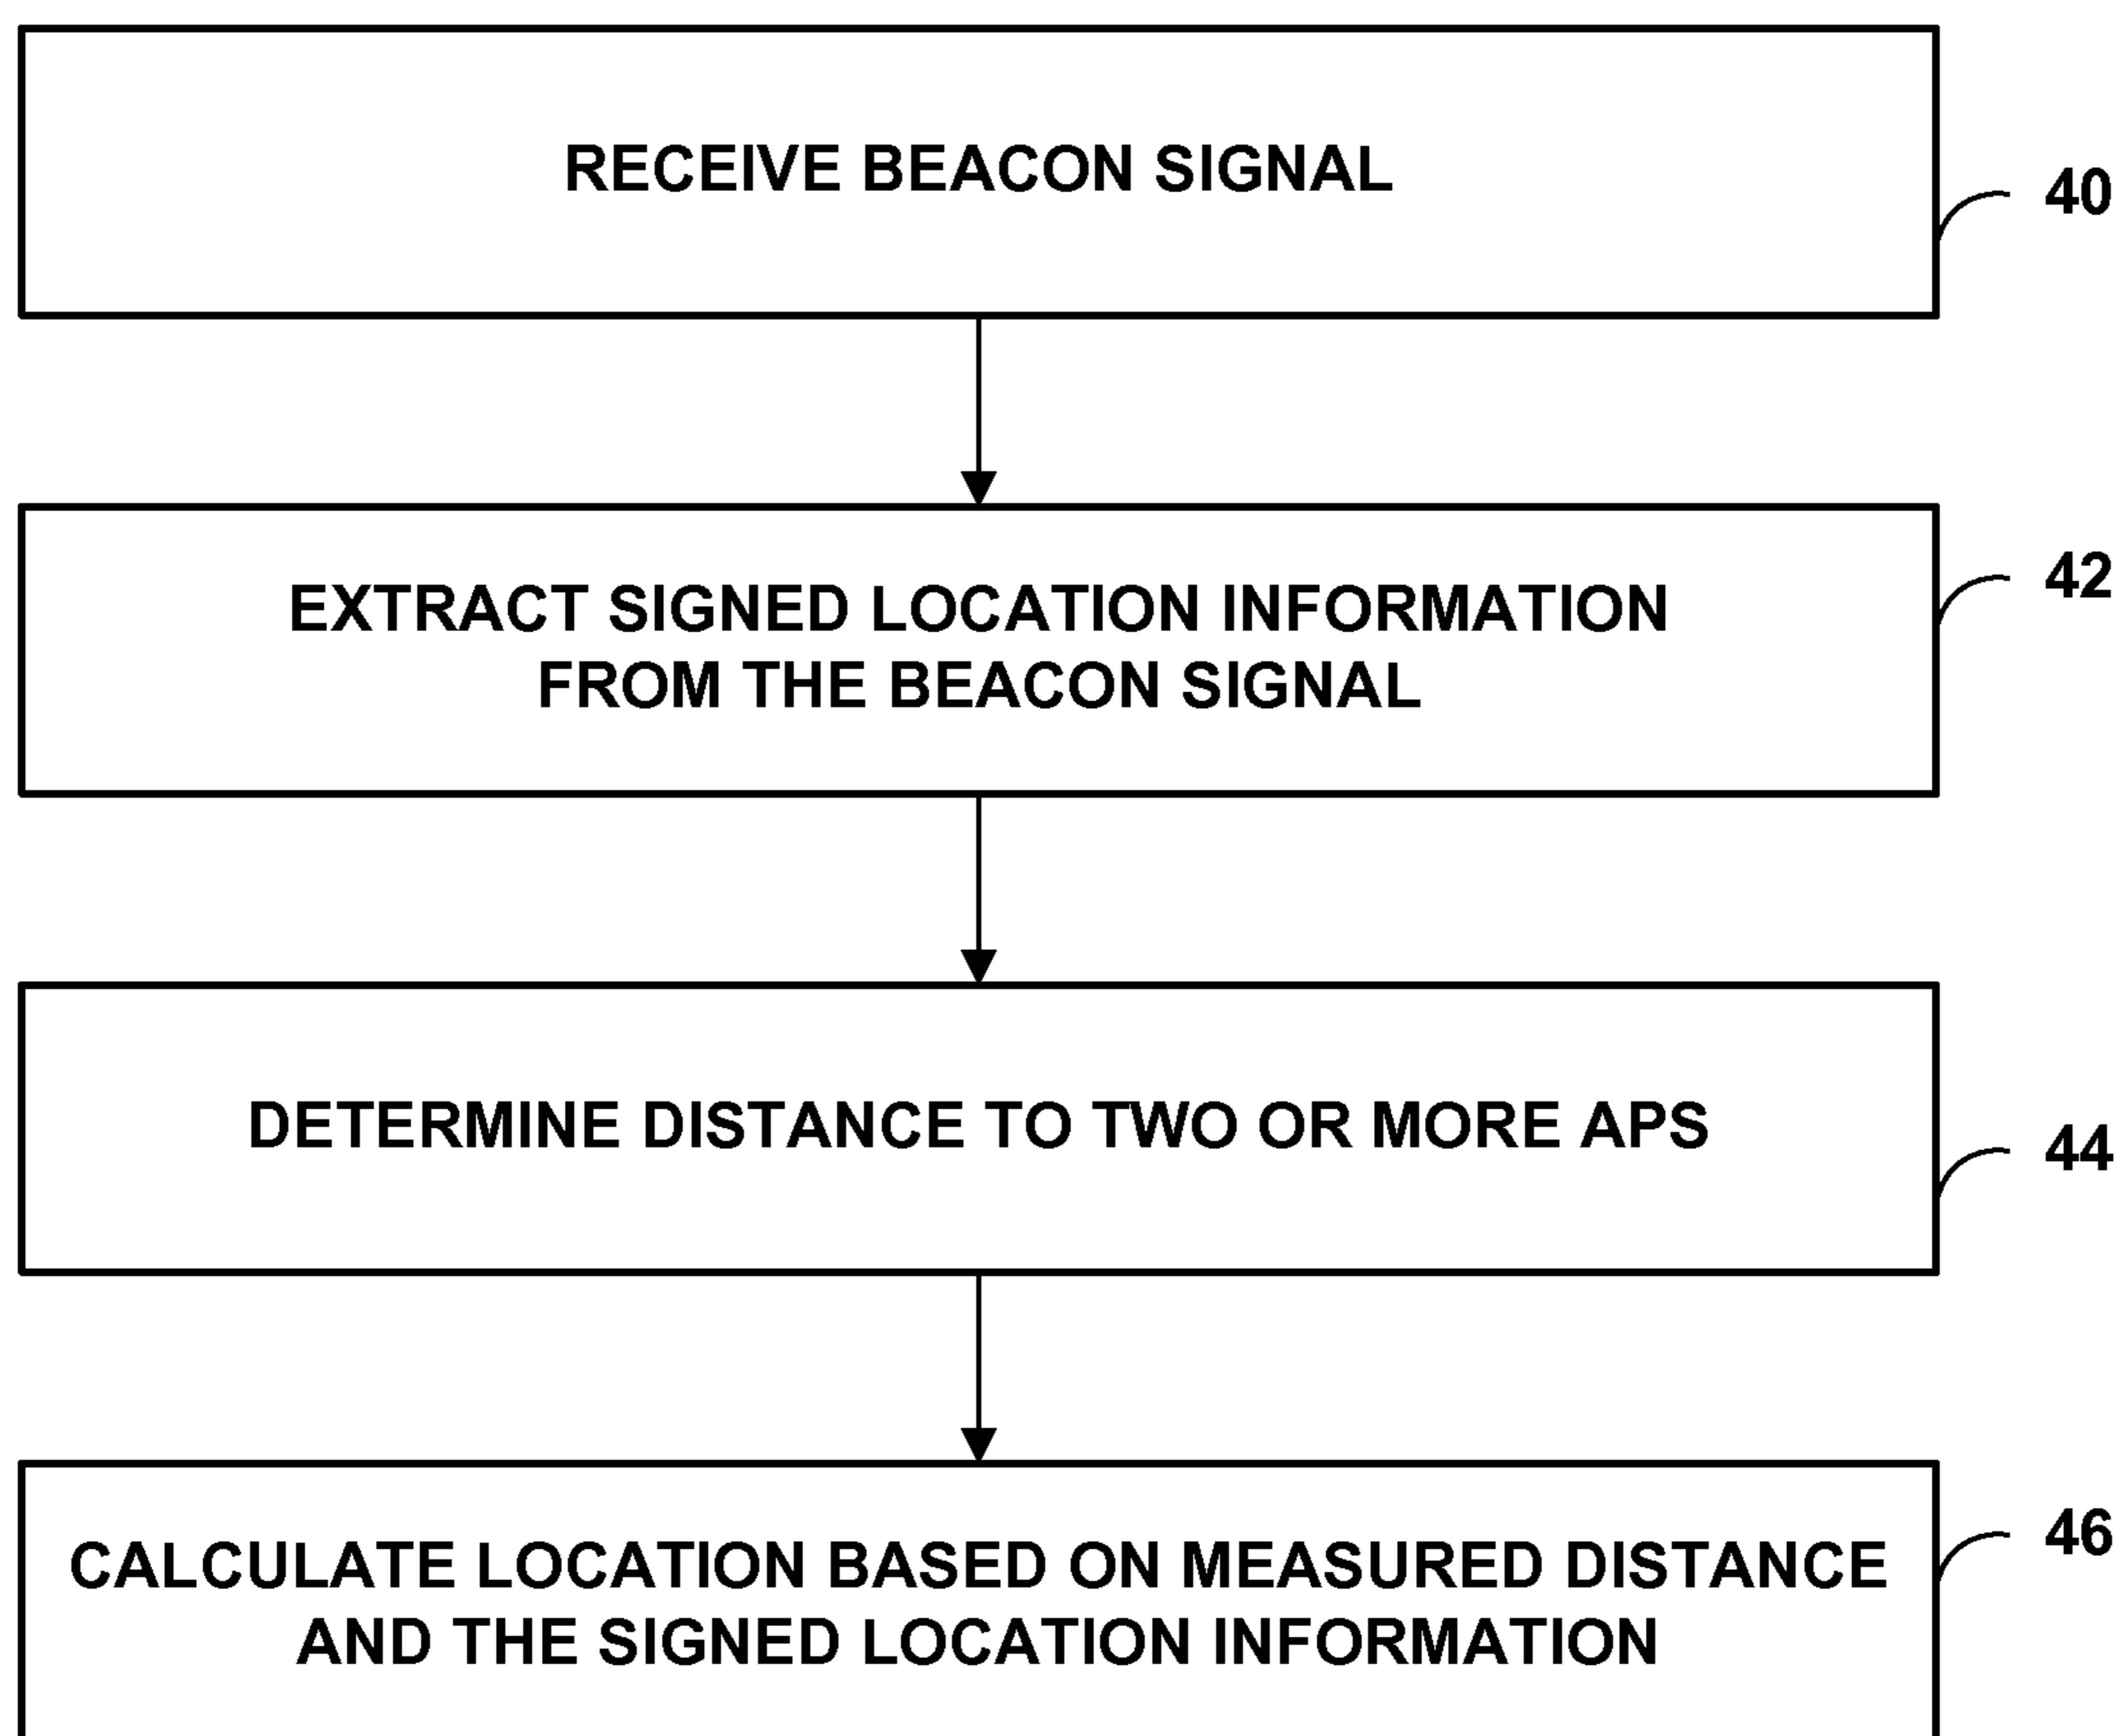 RECEIVE BEACON SIGNAL
40
EXTRACT SIGNED LOCATION INFORMATION
FROM THE BEACON SIGNAL
42
DETERMINE DISTANCE TO TWO OR MORE APS
44
CALCULATE LOCATION BASED ON MEASURED DISTANCE
AND THE SIGNED LOCATION INFORMATION
46